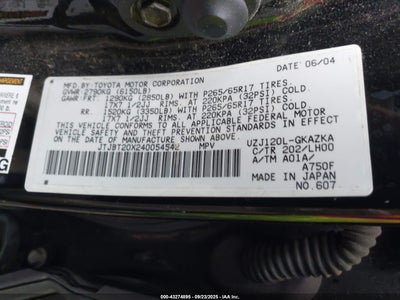 MFD.BY TOYOTA MOTOR CORPORATION 06/04
GVWR 2790KG (6150LB)
GAWR FRT. 1290KG (2850LB) WITH P265/65R17 TIRES,
17X7 1/2JJ RIMS, AT 220KPA (32PSI) COLD.
RR. 1520KG (3350LB) WITH P265/65R17 TIRES,
17X7 1/2JJ RIMS, AT 220KPA (32PSI) COLD.
THIS VEHICLE CONFORMS TO ALL APPLICABLE FEDERAL MOTOR
VEHICLE SAFETY, BUMPER, AND THEFT PREVENTION STANDARDS IN EFFECT
ON THE DATE OF MANUFACTURE SHOWN ABOVE.
JTJBT20X240054542 MPV
UZJ120L-GKAZKA
C/TR 202/LH00
A/TM A01A/
A750F
MADE IN JAPAN
NO.607
© 000-43274095 - 09/23/2025 - IAA, Inc.